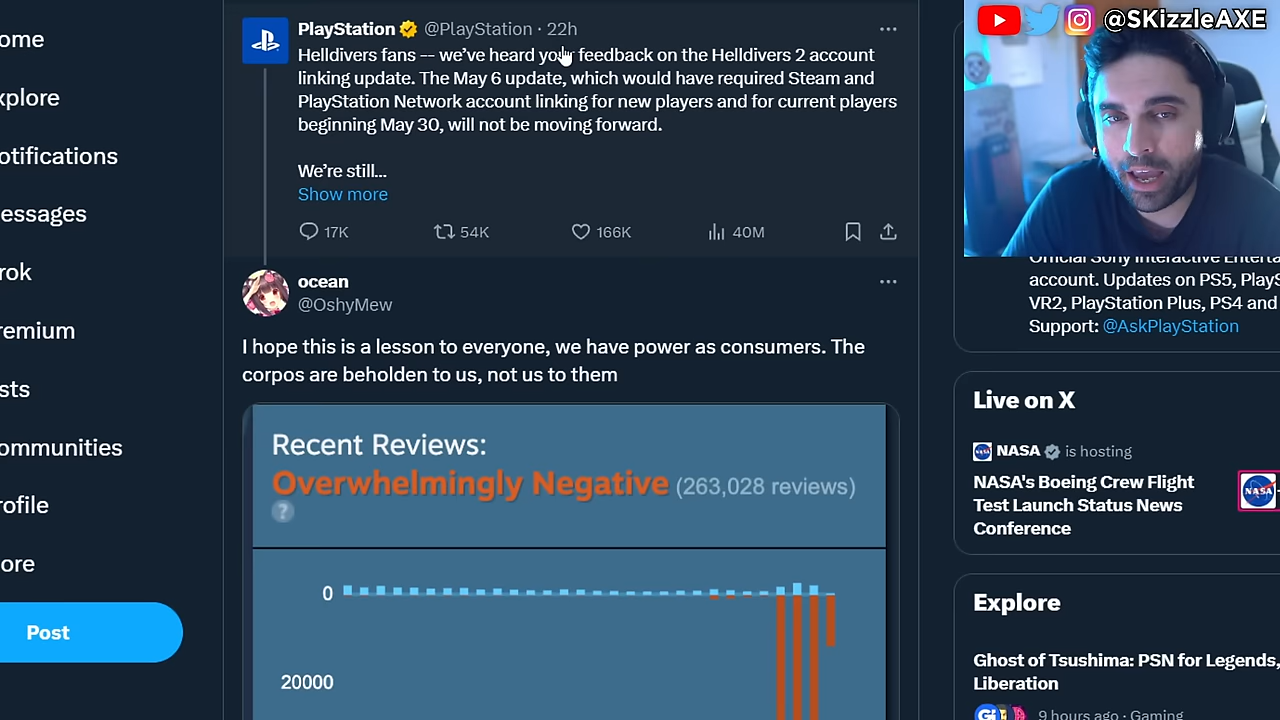 ome
xplore
otifications
essages
rok
remium
sts
ommunities
rofile
ore
Post
PlayStation @PlayStation · 22h
Helldivers fans -- we've heard your feedback on the Helldivers 2 account
linking update. The May 6 update, which would have required Steam and
PlayStation Network account linking for new players and for current players
beginning May 30, will not be moving forward.
We're still...
Show more
17K 54K 166K 40M
ocean
@OshyMew
I hope this is a lesson to everyone, we have power as consumers. The
corpos are beholden to us, not us to them
Recent Reviews:
Overwhelmingly Negative (263,028 reviews)
?
0
20000
@SKizzleAXE
Official Sony Interactive Enterta
account. Updates on PS5, PlayS
VR2, PlayStation Plus, PS4 and
Support: @AskPlayStation
Live on X
NASA is hosting
NASA's Boeing Crew Flight
Test Launch Status News
Conference
NASA
Explore
Ghost of Tsushima: PSN for Legends,
Liberation
9 hours ago · Gaming